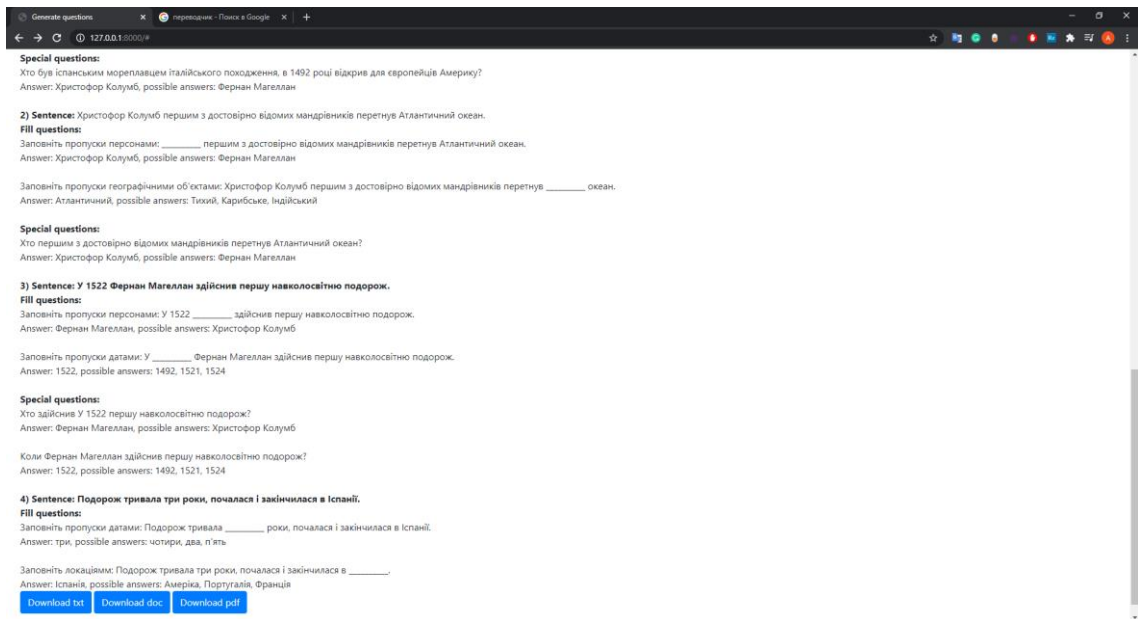 Generate questions
переводчик - Поиск в Google
127.0.0.1:8000/#
Special questions:
Хто був іспанським мореплавцем італійського походження, в 1492 році відкрив для європейців Америку?
Answer: Христофор Колумб, possible answers: Фернан Магеллан
2) Sentence: Христофор Колумб першим з достовірно відомих мандрівників перетнув Атлантичний океан.
Fill questions:
Заповніть пропуски персонами: _________ першим з достовірно відомих мандрівників перетнув Атлантичний океан.
Answer: Христофор Колумб, possible answers: Фернан Магеллан
Заповніть пропуски географічними об'єктами: Христофор Колумб першим з достовірно відомих мандрівників перетнув _________ океан.
Answer: Атлантичний, possible answers: Тихий, Карибське, Індійський
Special questions:
Хто першим з достовірно відомих мандрівників перетнув Атлантичний океан?
Answer: Христофор Колумб, possible answers: Фернан Магеллан
3) Sentence: У 1522 Фернан Магеллан здійснив першу навколосвітню подорож.
Fill questions:
Заповніть пропуски персонами: У 1522 _________ здійснив першу навколосвітню подорож.
Answer: Фернан Магеллан, possible answers: Христофор Колумб
Заповніть пропуски датами: У _________ Фернан Магеллан здійснив першу навколосвітню подорож.
Answer: 1522, possible answers: 1492, 1521, 1524
Special questions:
Хто здійснив У 1522 першу навколосвітню подорож?
Answer: Фернан Магеллан, possible answers: Христофор Колумб
Коли Фернан Магеллан здійснив першу навколосвітню подорож?
Answer: 1522, possible answers: 1492, 1521, 1524
4) Sentence: Подорож тривала три роки, почалася і закінчилася в Іспанії.
Fill questions:
Заповніть пропуски датами: Подорож тривала _________ роки, почалася і закінчилася в Іспанії.
Answer: три, possible answers: чотири, два, п'ять
Заповніть локаціямм: Подорож тривала три роки, почалася і закінчилася в _________.
Answer: Іспанія, possible answers: Америка, Португалія, Франція
Download txt Download doc Download pdf